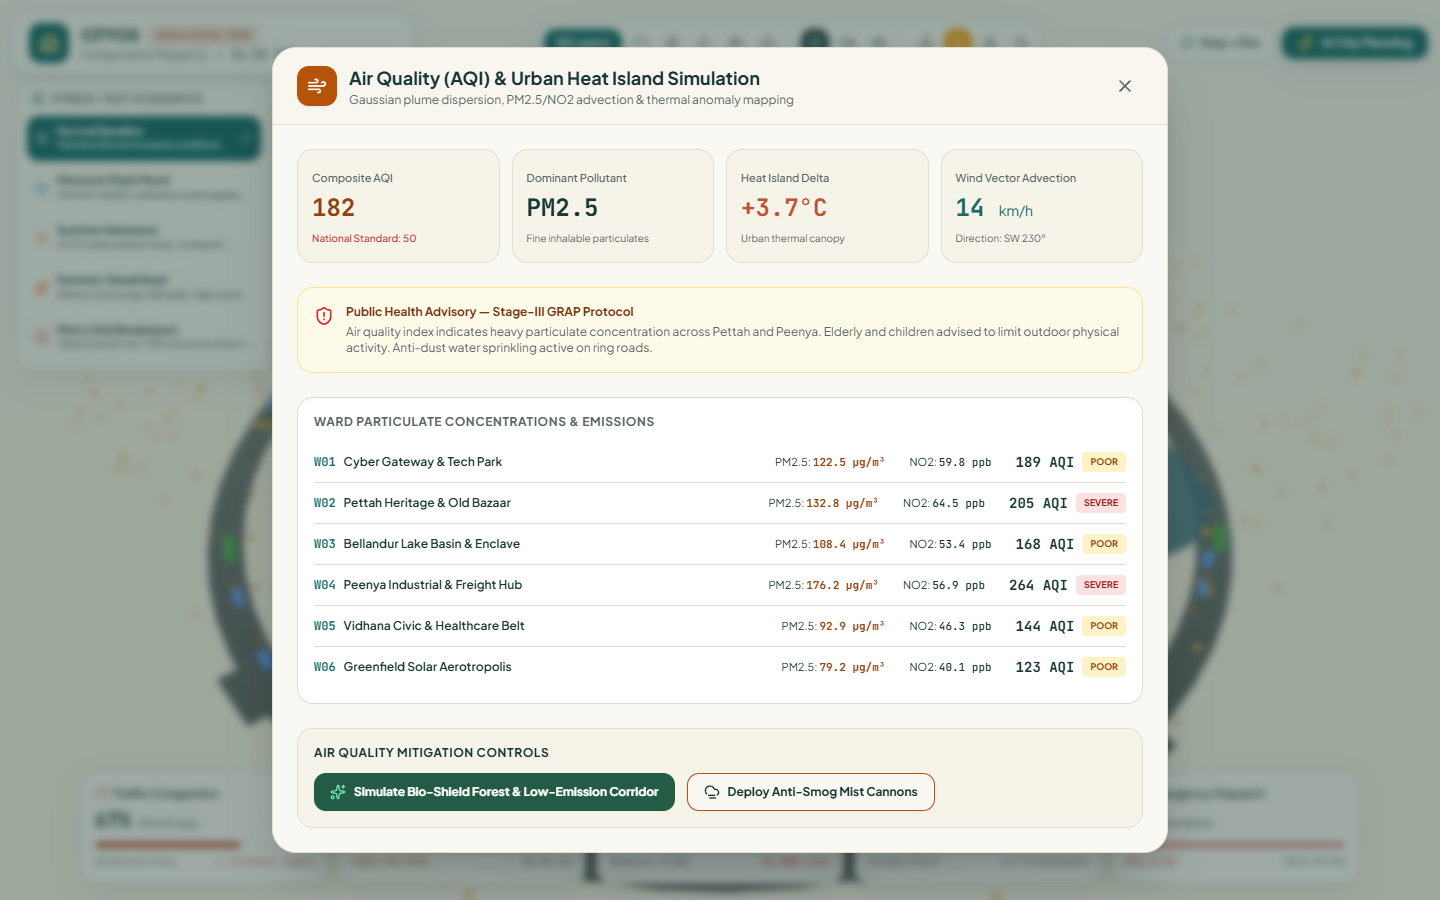 Air Quality (AQI) & Urban Heat Island Simulation
Gaussian plume dispersion, PM2.5/NO2 advection & thermal anomaly mapping
Composite AQI
182
National Standard: 50
Dominant Pollutant
PM2.5
Fine inhalable particulates
Heat Island Delta
+3.7°C
Urban thermal canopy
Wind Vector Advection
14 km/h
Direction: SW 230°
Public Health Advisory — Stage-III GRAP Protocol
Air quality index indicates heavy particulate concentration across Pettah and Peenya. Elderly and children advised to limit outdoor physical
activity. Anti-dust water sprinkling active on ring roads.
WARD PARTICULATE CONCENTRATIONS & EMISSIONS
W01 Cyber Gateway & Tech Park PM2.5: 122.5 µg/m³ NO2: 59.8 ppb 189 AQI POOR
W02 Pettah Heritage & Old Bazaar PM2.5: 132.8 µg/m³ NO2: 64.5 ppb 205 AQI SEVERE
W03 Bellandur Lake Basin & Enclave PM2.5: 108.4 µg/m³ NO2: 53.4 ppb 168 AQI POOR
W04 Peenya Industrial & Freight Hub PM2.5: 176.2 µg/m³ NO2: 56.9 ppb 264 AQI SEVERE
W05 Vidhana Civic & Healthcare Belt PM2.5: 92.9 µg/m³ NO2: 46.3 ppb 144 AQI POOR
W06 Greenfield Solar Aerotropolis PM2.5: 79.2 µg/m³ NO2: 40.1 ppb 123 AQI POOR
AIR QUALITY MITIGATION CONTROLS
Simulate Bio-Shield Forest & Low-Emission Corridor
Deploy Anti-Smog Mist Cannons